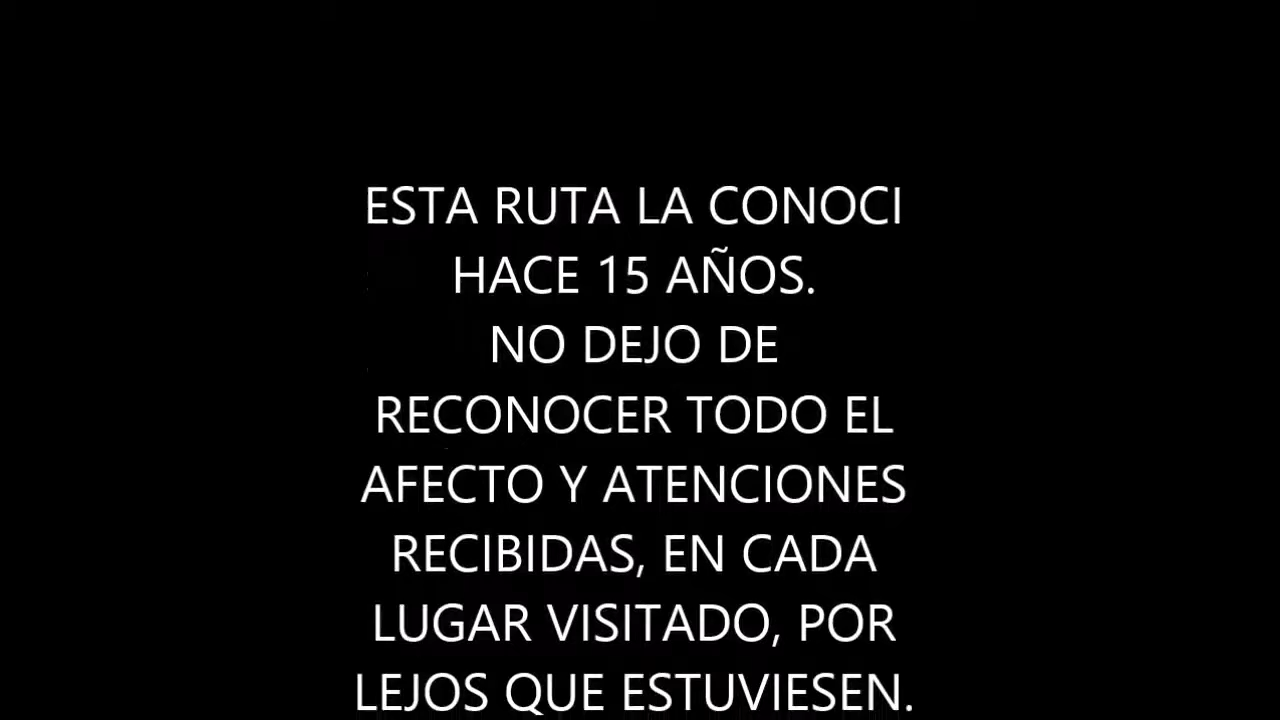 ESTA RUTA LA CONOCI
HACE 15 AÑOS.
NO DEJO DE
RECONOCER TODO EL
AFECTO Y ATENCIONES
RECIBIDAS, EN CADA
LUGAR VISITADO, POR
LEJOS QUE ESTUVIESEN.